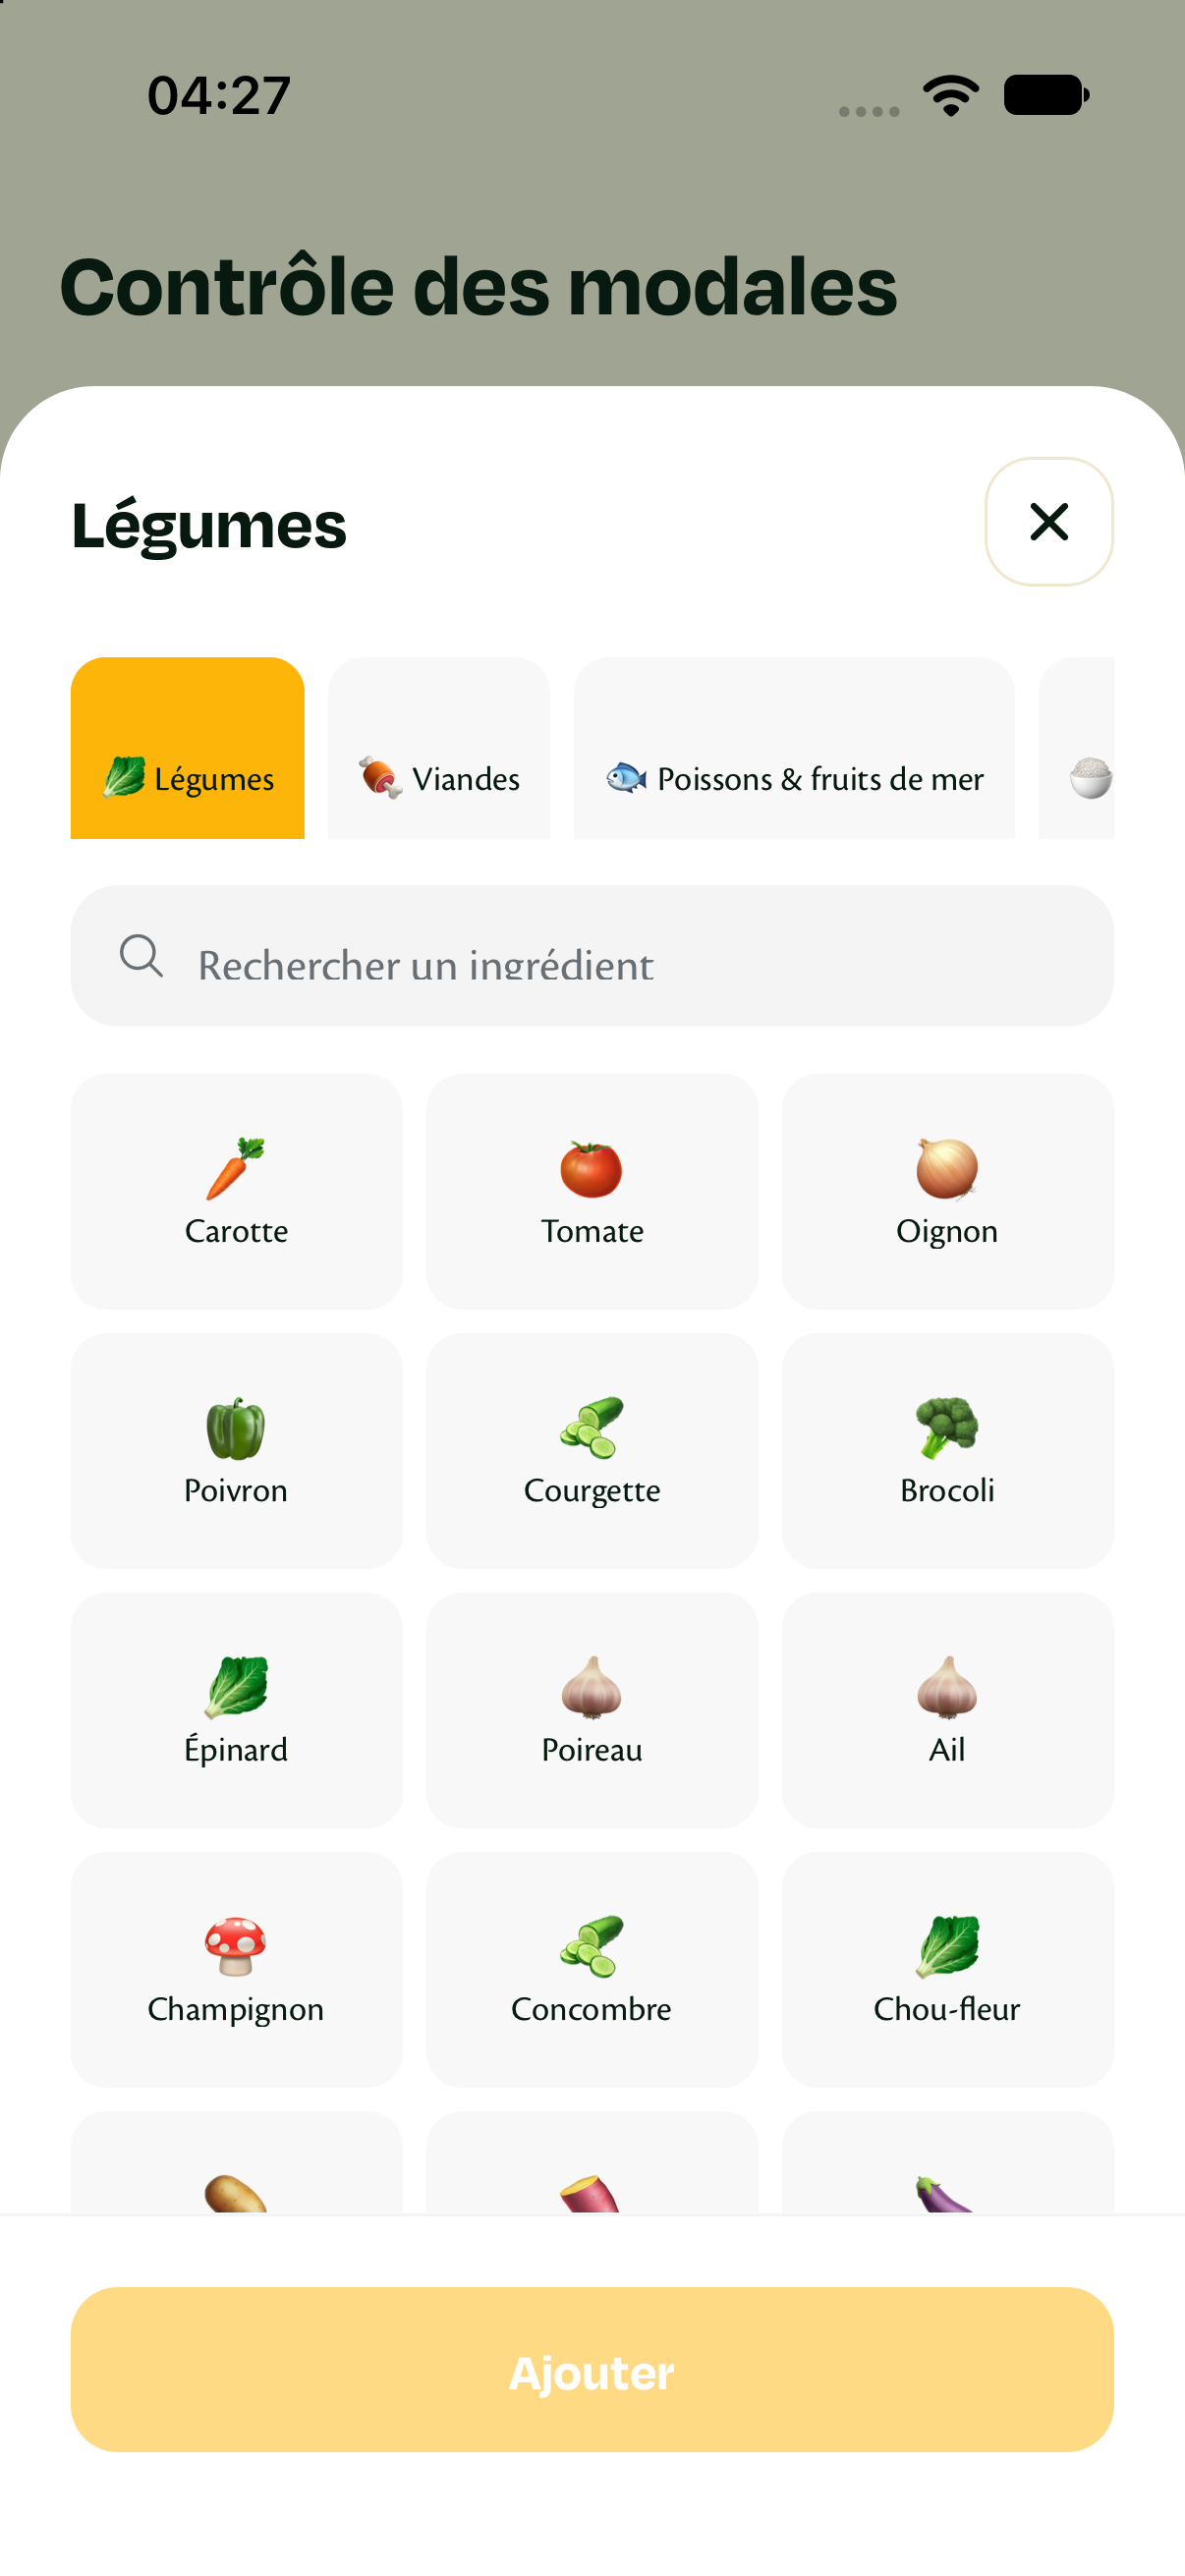 04:27
Contrôle des modales
Légumes
Légumes
Viandes
Poissons & fruits de mer
Rechercher un ingrédient
Carotte
Tomate
Oignon
Poivron
Courgette
Brocoli
Épinard
Poireau
Ail
Champignon
Concombre
Chou-fleur
Ajouter